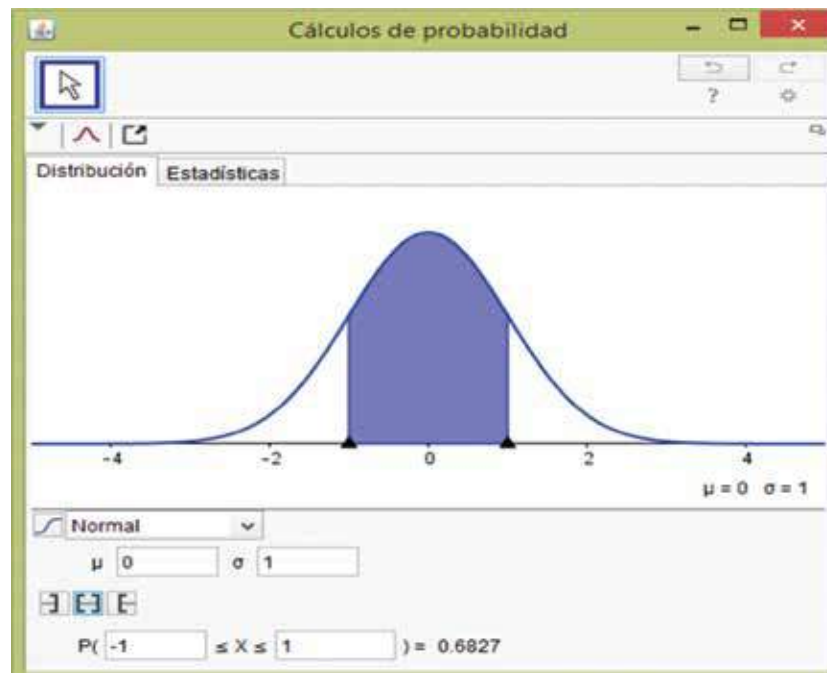 Cálculos de probabilidad
?
Distribución Estadísticas
-4 -2 0 2 4
μ = 0 σ = 1
Normal
μ 0 σ 1
P( -1 ≤ X ≤ 1 ) = 0.6827